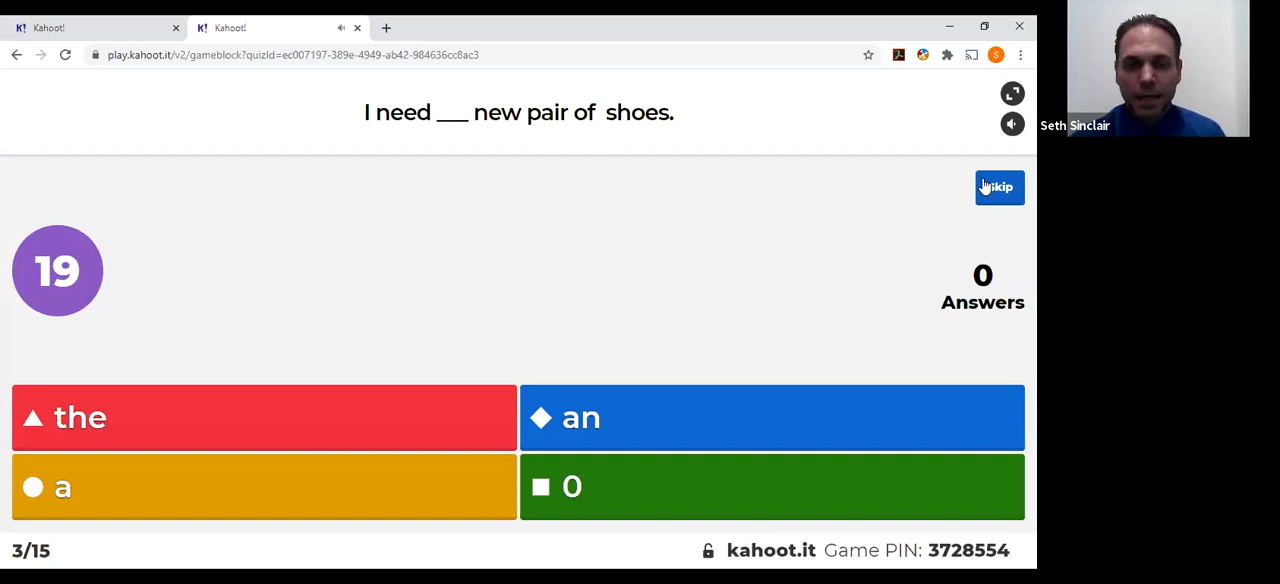 K! Kahoot!
K! Kahoot!
play.kahoot.it/v2/gameblock?quizId=ec007197-389e-4949-ab42-984636cc8ac3
S
I need ___ new pair of shoes.
Seth Sinclair
Skip
19
0
Answers
the
an
a
0
3/15
kahoot.it Game PIN: 3728554